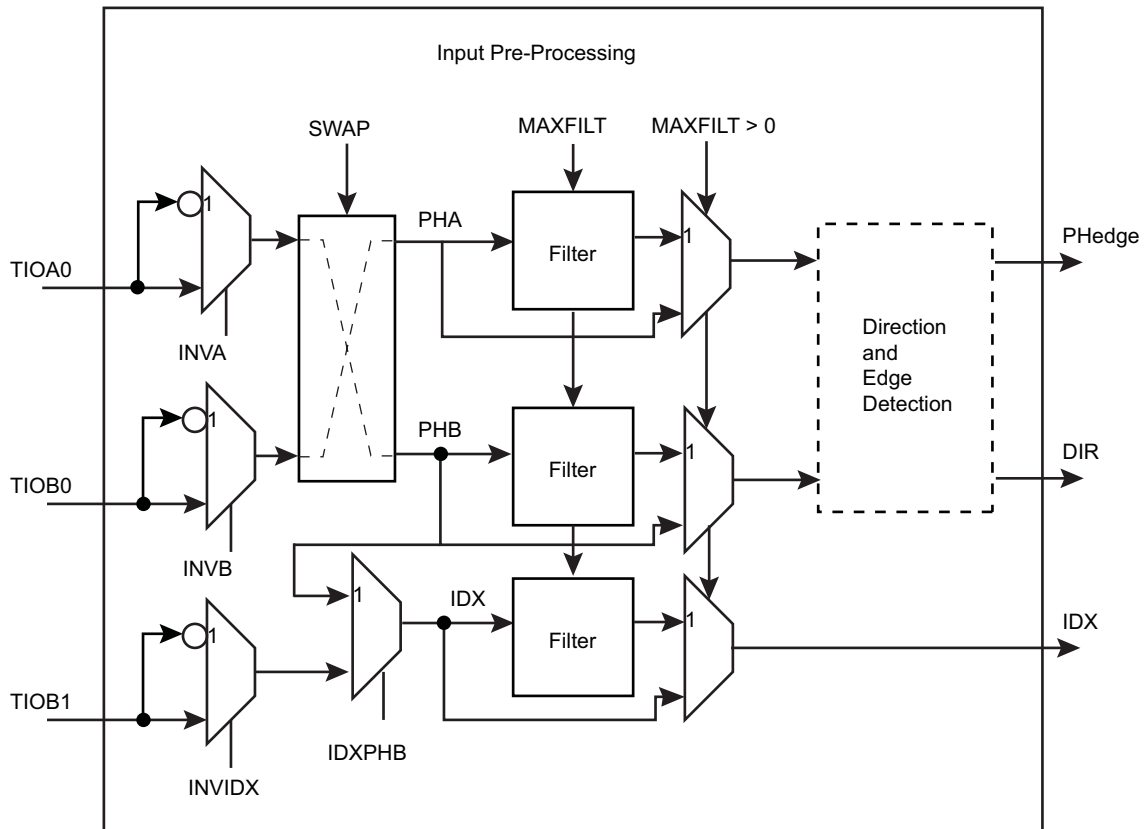 Input Pre-Processing
SWAP
MAXFILT
MAXFILT > 0
1
PHA
Filter
1
PHedge
TIOA0
INVA
Direction
and
Edge
Detection
1
PHB
Filter
1
DIR
TIOB0
INVB
1
IDX
Filter
1
IDX
1
TIOB1
IDXPHB
INVIDX